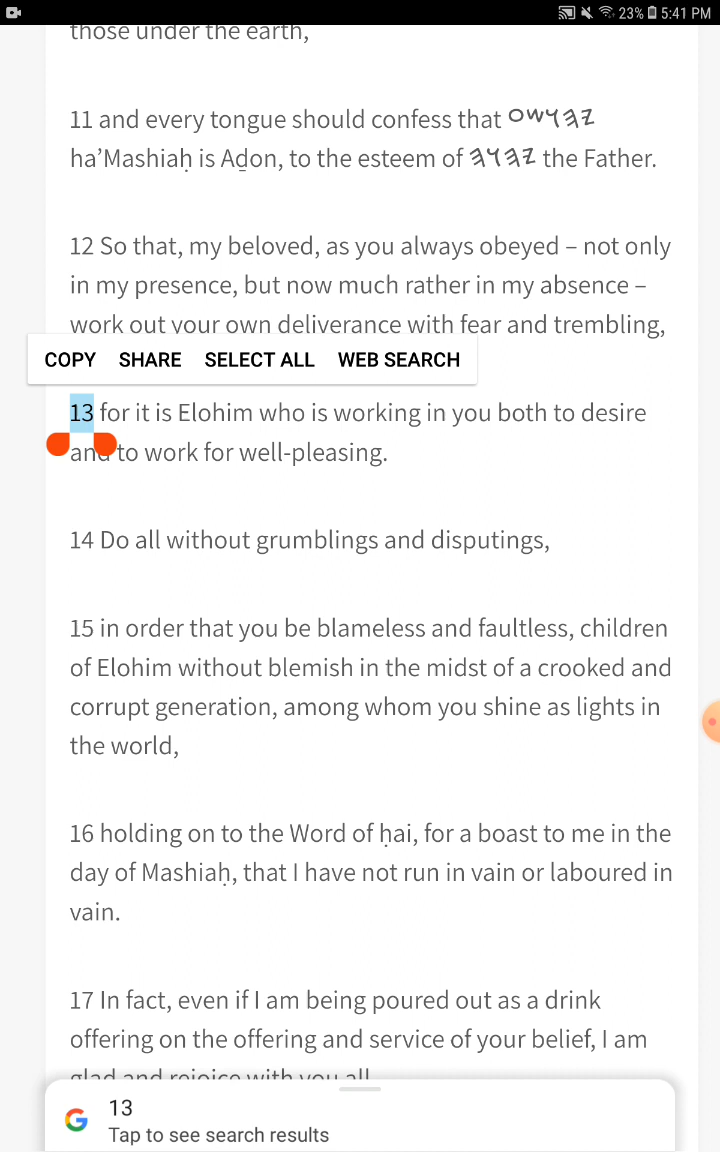 23% 5:41 PM
those under the earth,
11 and every tongue should confess that 𐤉𐤄𐤅𐤔𐤏
ha’Mashiaḥ is Aḏon, to the esteem of 𐤉𐤄𐤅𐤄 the Father.
12 So that, my beloved, as you always obeyed – not only
in my presence, but now much rather in my absence –
work out your own deliverance with fear and trembling,
COPY SHARE SELECT ALL WEB SEARCH
13 for it is Elohim who is working in you both to desire
and to work for well-pleasing.
14 Do all without grumblings and disputings,
15 in order that you be blameless and faultless, children
of Elohim without blemish in the midst of a crooked and
corrupt generation, among whom you shine as lights in
the world,
16 holding on to the Word of ḥai, for a boast to me in the
day of Mashiaḥ, that I have not run in vain or laboured in
vain.
17 In fact, even if I am being poured out as a drink
offering on the offering and service of your belief, I am
glad and rejoice with you all
13
Tap to see search results